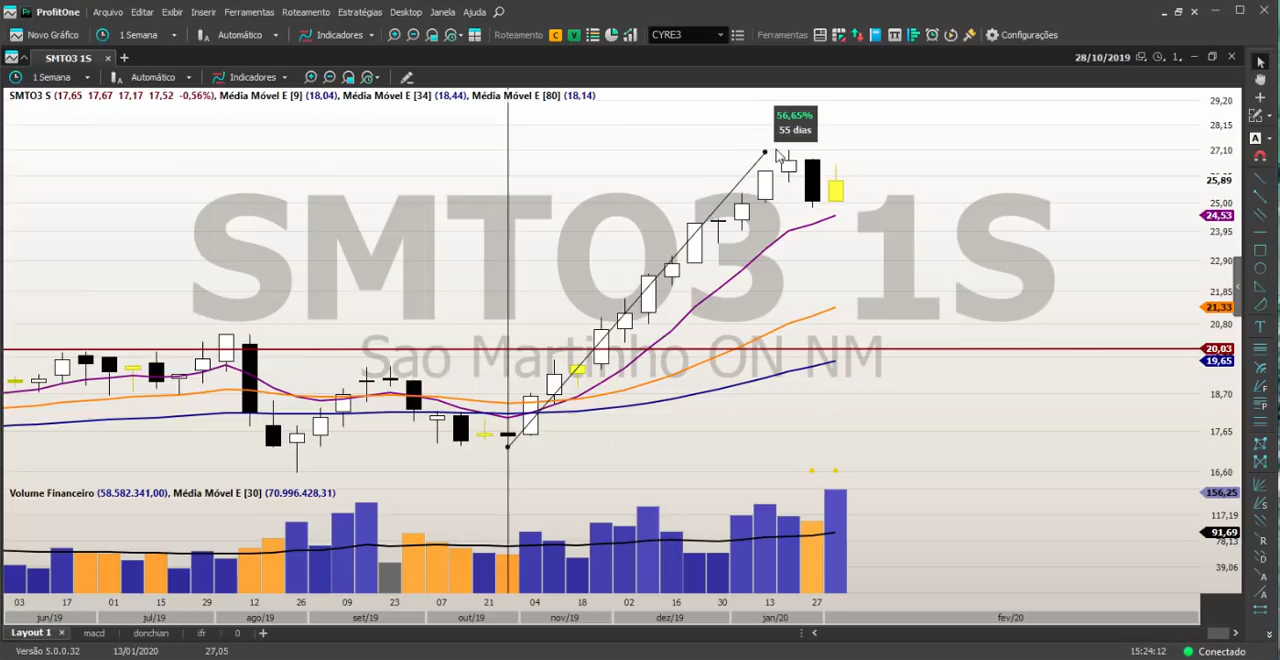 ProfitOne Arquivo Editar Exibir Inserir Ferramentas Roteamento Estratégias Desktop Janela Ajuda
Novo Gráfico 1 Semana Automático Indicadores Roteamento C V CYRE3 Ferramentas Configurações
SMTO3 1S
28/10/2019 1
1 Semana Automático Indicadores
SMTO3 S (17,65 17,67 17,17 17,52 -0,56%), Média Móvel E [9] (18,04), Média Móvel E [34] (18,44), Média Móvel E [80] (18,14)
56,65%
55 dias
SMTO3 1S
Sao Martinho ON NM
29,20
28,15
27,10
25,89
25,00
24,53
23,95
22,90
21,85
21,33
20,80
20,03
19,65
18,70
17,65
16,60
Volume Financeiro (58.582.341,00), Média Móvel E [30] (70.996.428,31)
156,25
117,19
91,69
78,13
39,06
03 17 01 15 29 12 26 09 23 07 21 04 18 02 16 30 13 27
jun/19 jul/19 ago/19 set/19 out/19 nov/19 dez/19 jan/20 fev/20
Layout 1 macd donchian ifr 0
Versão 5.0.0.32 13/01/2020 27,05 15:24:12 Conectado